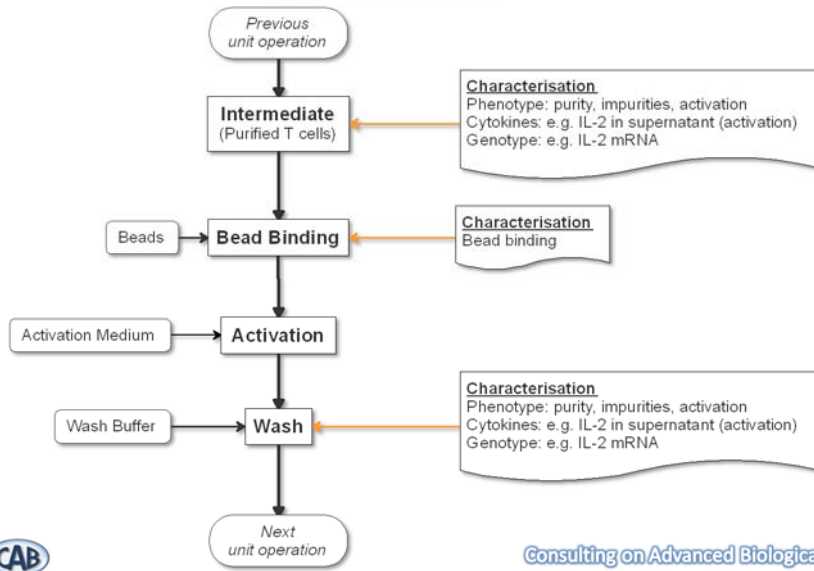 Previous
unit operation
Intermediate
(Purified T cells)
Characterisation
Phenotype: purity, impurities, activation
Cytokines: e.g. IL-2 in supernatant (activation)
Genotype: e.g. IL-2 mRNA
Beads
Bead Binding
Characterisation
Bead binding
Activation Medium
Activation
Wash Buffer
Wash
Characterisation
Phenotype: purity, impurities, activation
Cytokines: e.g. IL-2 in supernatant (activation)
Genotype: e.g. IL-2 mRNA
Next
unit operation
CAB
Consulting on Advanced Biologica